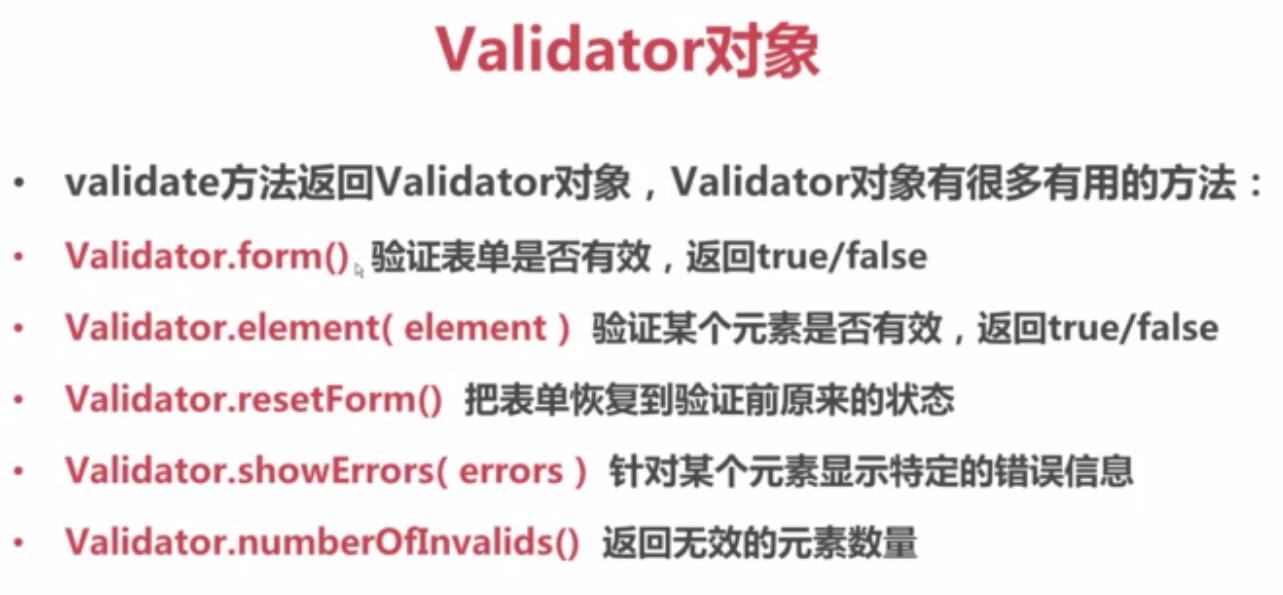 Validator对象
• validate方法返回Validator对象，Validator对象有很多有用的方法：
• Validator.form() 验证表单是否有效，返回true/false
• Validator.element( element ) 验证某个元素是否有效，返回true/false
• Validator.resetForm() 把表单恢复到验证前原来的状态
• Validator.showErrors( errors ) 针对某个元素显示特定的错误信息
• Validator.numberOfInvalids() 返回无效的元素数量